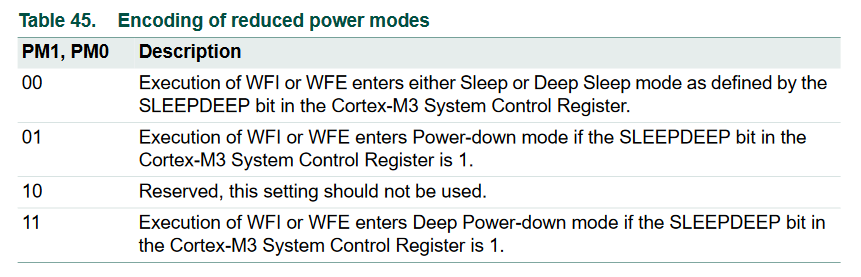 Table 45. Encoding of reduced power modes
PM1, PM0 Description
00 Execution of WFI or WFE enters either Sleep or Deep Sleep mode as defined by the
SLEEPDEEP bit in the Cortex-M3 System Control Register.
01 Execution of WFI or WFE enters Power-down mode if the SLEEPDEEP bit in the
Cortex-M3 System Control Register is 1.
10 Reserved, this setting should not be used.
11 Execution of WFI or WFE enters Deep Power-down mode if the SLEEPDEEP bit in
the Cortex-M3 System Control Register is 1.